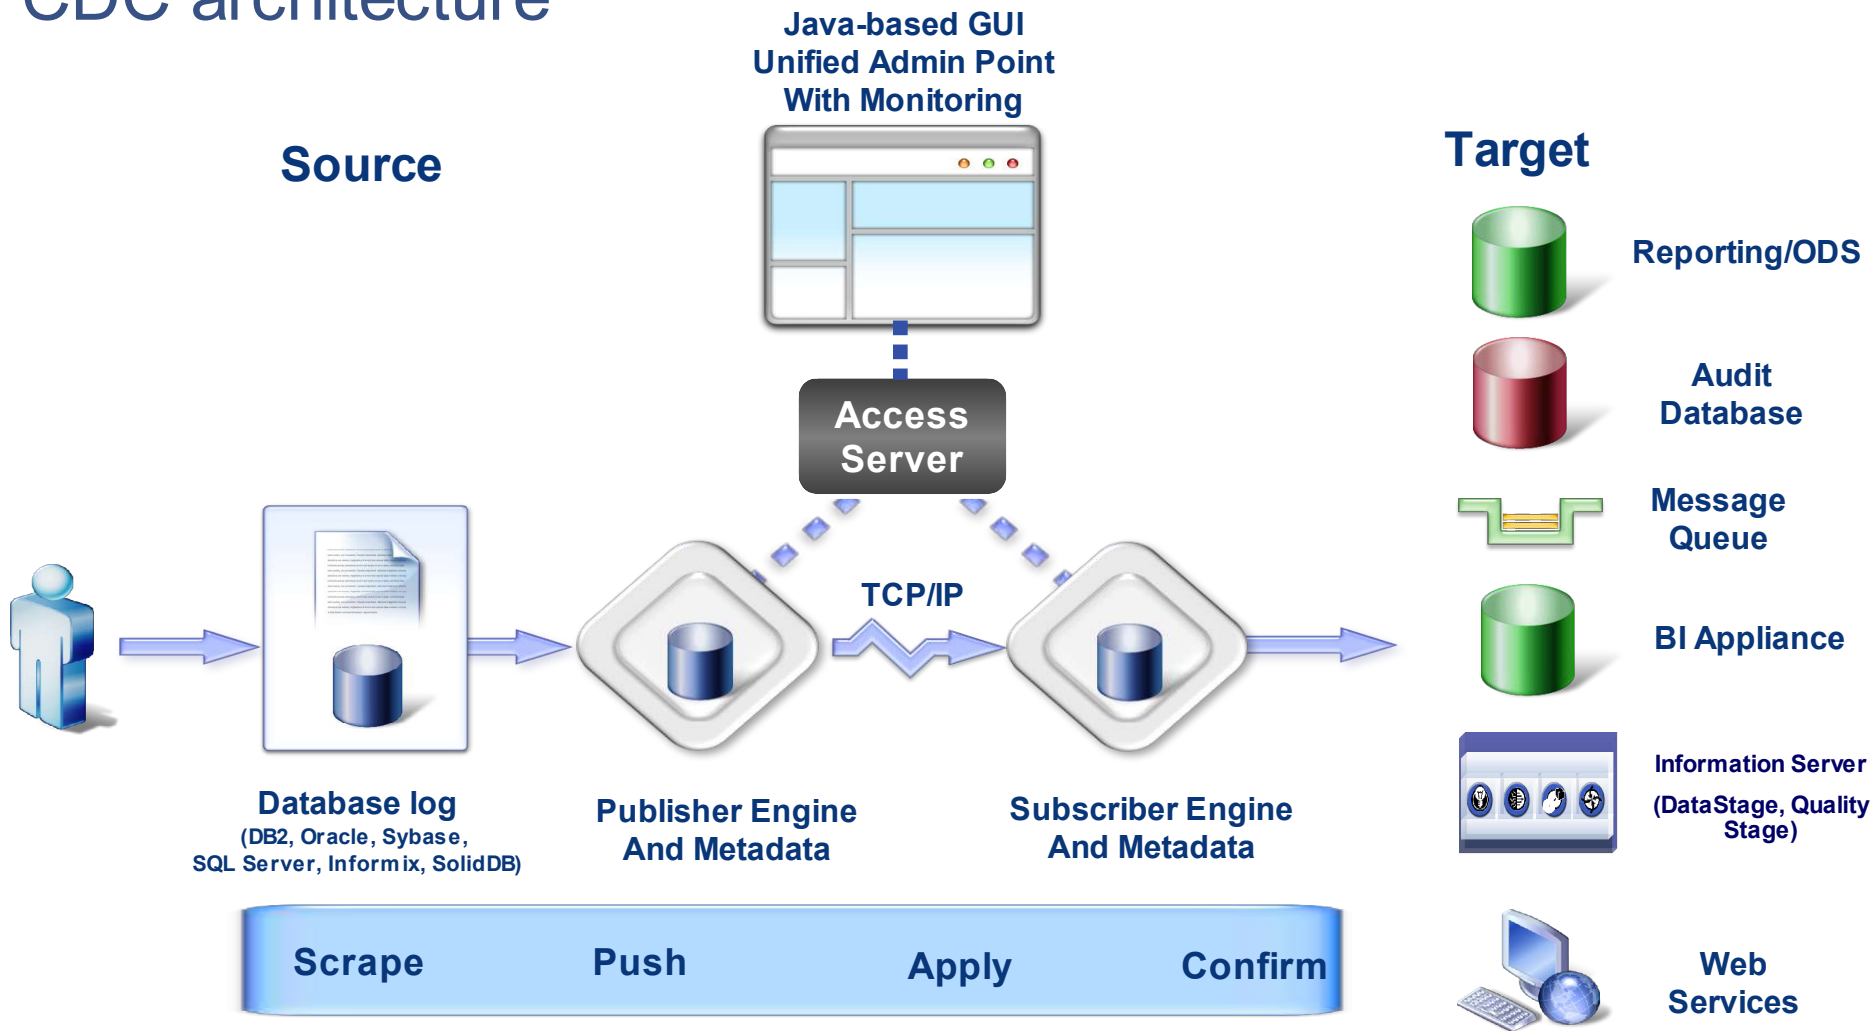 CDC architecture
Java-based GUI
Unified Admin Point
With Monitoring
Source
Target
Reporting/ODS
Audit
Database
Access
Server
Message
Queue
TCP/IP
BI Appliance
Database log
(DB2, Oracle, Sybase,
SQL Server, Informix, SolidDB)
Publisher Engine
And Metadata
Subscriber Engine
And Metadata
Information Server
(DataStage, Quality
Stage)
Scrape
Push
Apply
Confirm
Web
Services